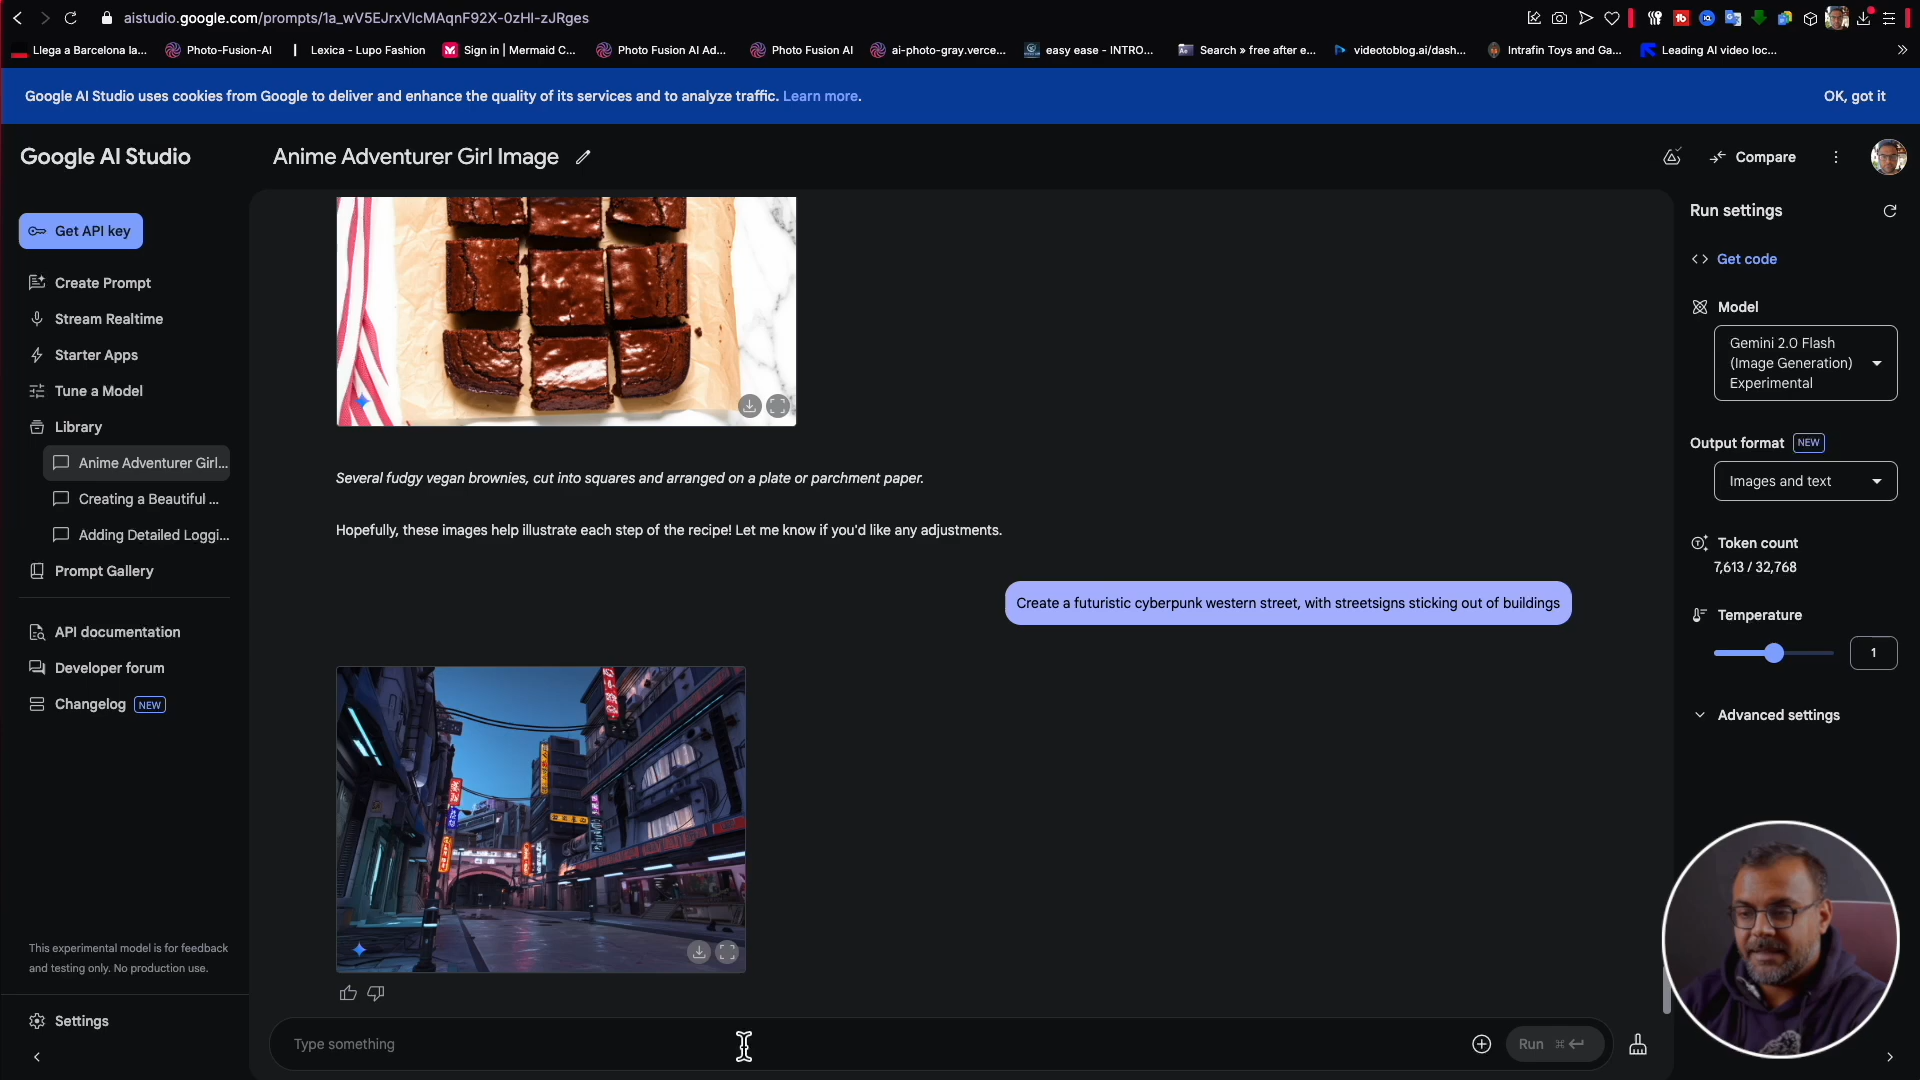 aistudio.google.com/prompts/1a_wV5EJrxVlcMAqnF92X-0zHl-zJRges
Llega a Barcelona la...
Photo-Fusion-AI
Lexica - Lupo Fashion
Sign in | Mermaid C...
Photo Fusion AI Ad...
Photo Fusion AI
ai-photo-gray.verce...
easy ease - INTRO...
Search » free after e...
videotoblog.ai/dash...
Intrafin Toys and Ga...
Leading AI video loc...
Google AI Studio uses cookies from Google to deliver and enhance the quality of its services and to analyze traffic. Learn more.
OK, got it
Google AI Studio
Anime Adventurer Girl Image
Compare
Get API key
Create Prompt
Stream Realtime
Starter Apps
Tune a Model
Library
Anime Adventurer Girl...
Creating a Beautiful ...
Adding Detailed Loggi...
Prompt Gallery
API documentation
Developer forum
Changelog NEW
This experimental model is for feedback
and testing only. No production use.
Settings
Several fudgy vegan brownies, cut into squares and arranged on a plate or parchment paper.
Hopefully, these images help illustrate each step of the recipe! Let me know if you'd like any adjustments.
Create a futuristic cyberpunk western street, with streetsigns sticking out of buildings
Type something
Run ⌘
Run settings
Get code
Model
Gemini 2.0 Flash
(Image Generation)
Experimental
Output format NEW
Images and text
Token count
7,613 / 32,768
Temperature
1
Advanced settings